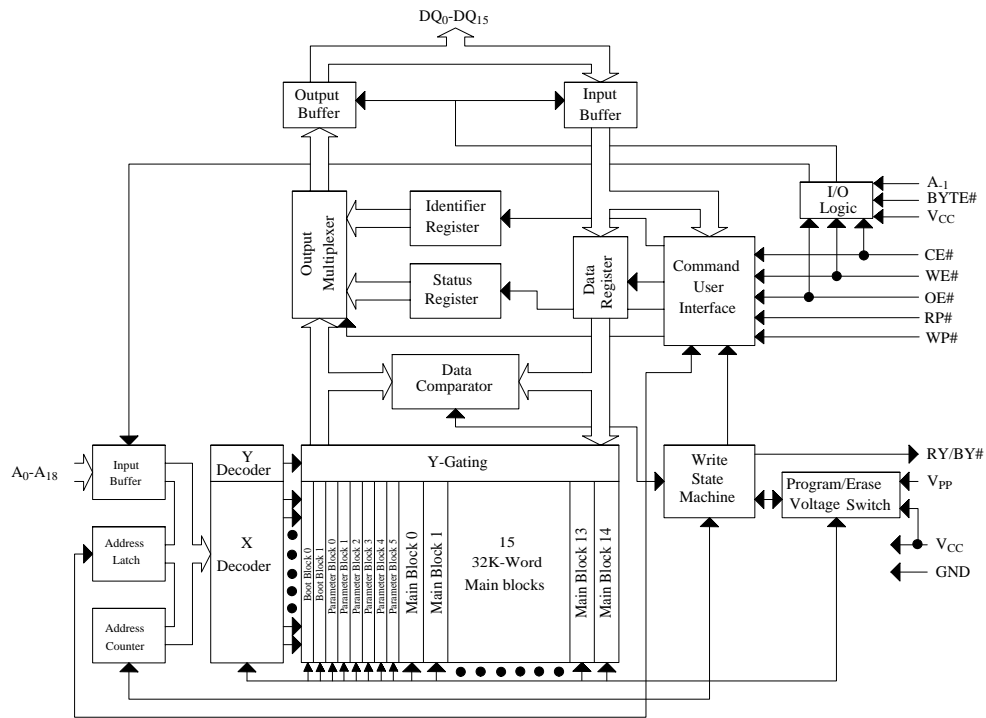 DQ0-DQ15
Output
Buffer
Input
Buffer
Output
Multiplexer
Identifier
Register
Status
Register
Data
Register
Command
User
Interface
I/O
Logic
A-1
BYTE#
VCC
CE#
WE#
OE#
RP#
WP#
Data
Comparator
A0-A18
Input
Buffer
Address
Latch
Address
Counter
Y
Decoder
X
Decoder
Y-Gating
Boot Block 0
Boot Block 1
Parameter Block 0
Parameter Block 1
Parameter Block 2
Parameter Block 3
Parameter Block 4
Parameter Block 5
Main Block 0
Main Block 1
15
32K-Word
Main blocks
Main Block 13
Main Block 14
Write
State
Machine
Program/Erase
Voltage Switch
RY/BY#
VPP
VCC
GND